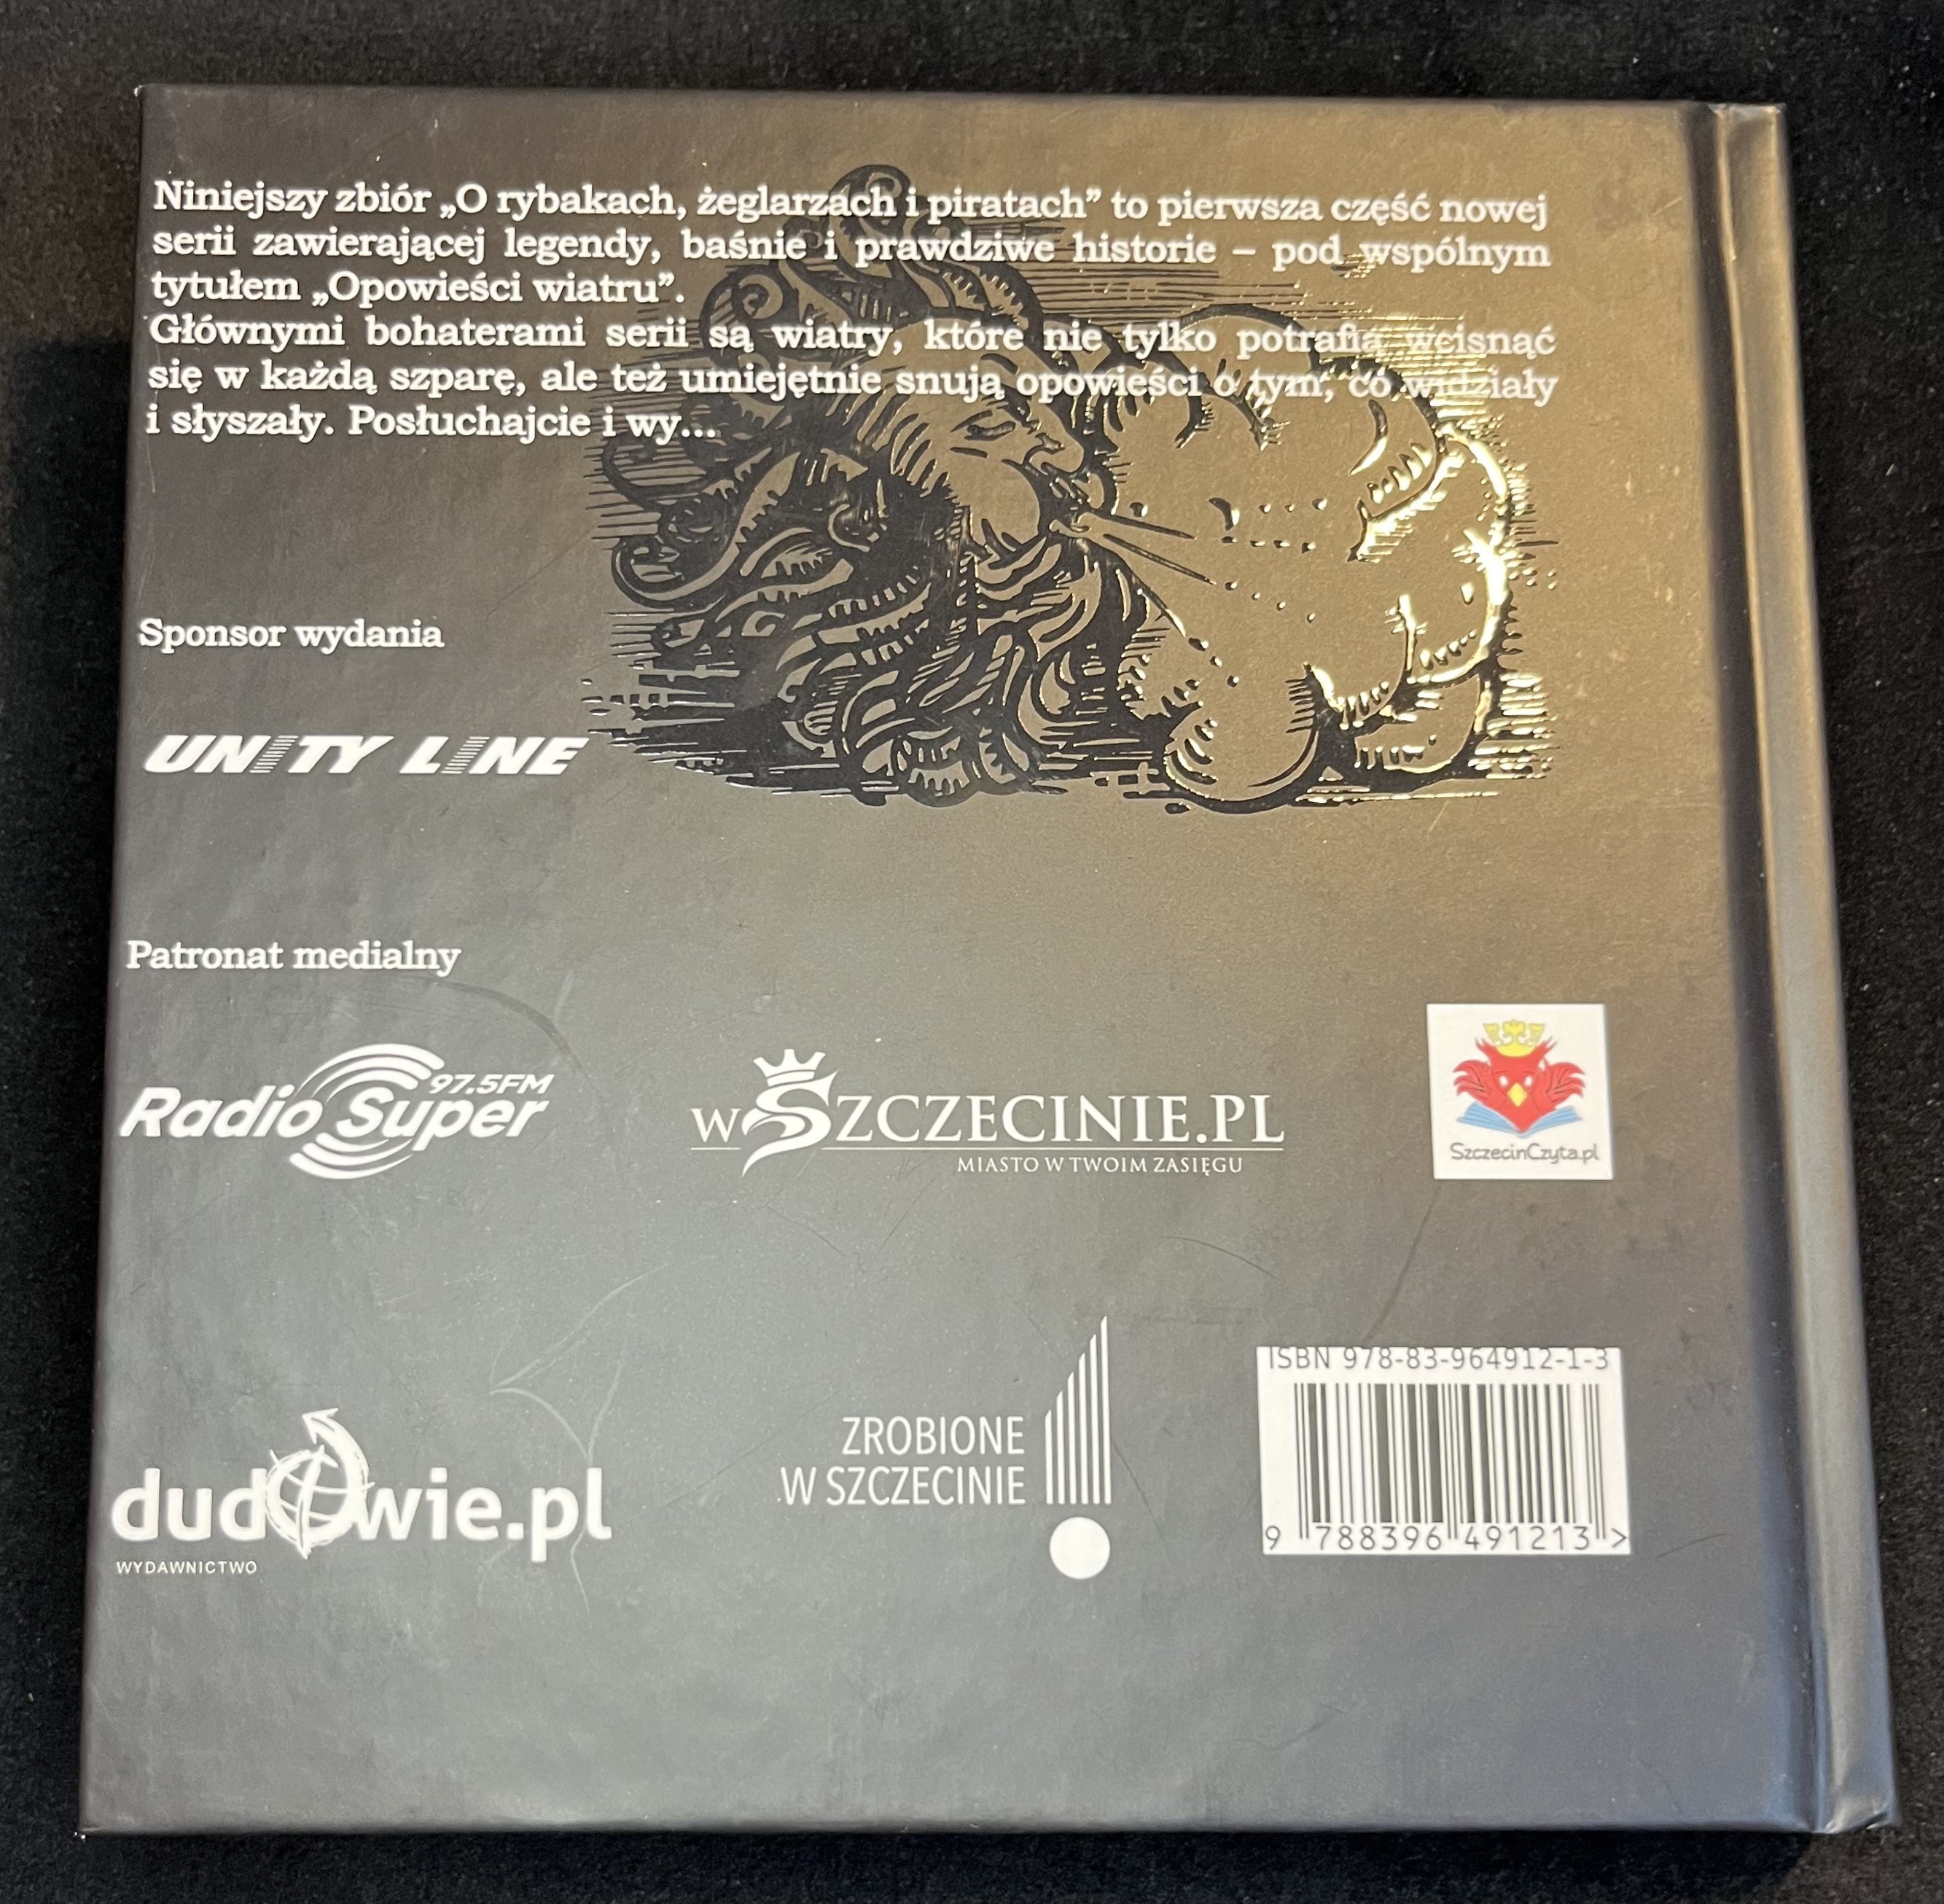 Niniejszy zbiór „O rybakach, żeglarzach i piratach” to pierwsza część nowej
serii zawierającej legendy, baśnie i prawdziwe historie – pod wspólnym
tytułem „Opowieści wiatru”.
Głównymi bohaterami serii są wiatry, które nie tylko potrafią wcisnąć
się w każdą szparę, ale też umiejętnie snują opowieści o tym, co widziały
i słyszały. Posłuchajcie i wy...
Sponsor wydania
UNITY LINE
Patronat medialny
97.5FM
Radio Super
wSZCZECINIE.PL
MIASTO W TWOIM ZASIĘGU
SzczecinCzyta.pl
dudowie.pl
WYDAWNICTWO
ZROBIONE
W SZCZECINIE
ISBN 978-83-964912-1-3
9 788396 491213 >